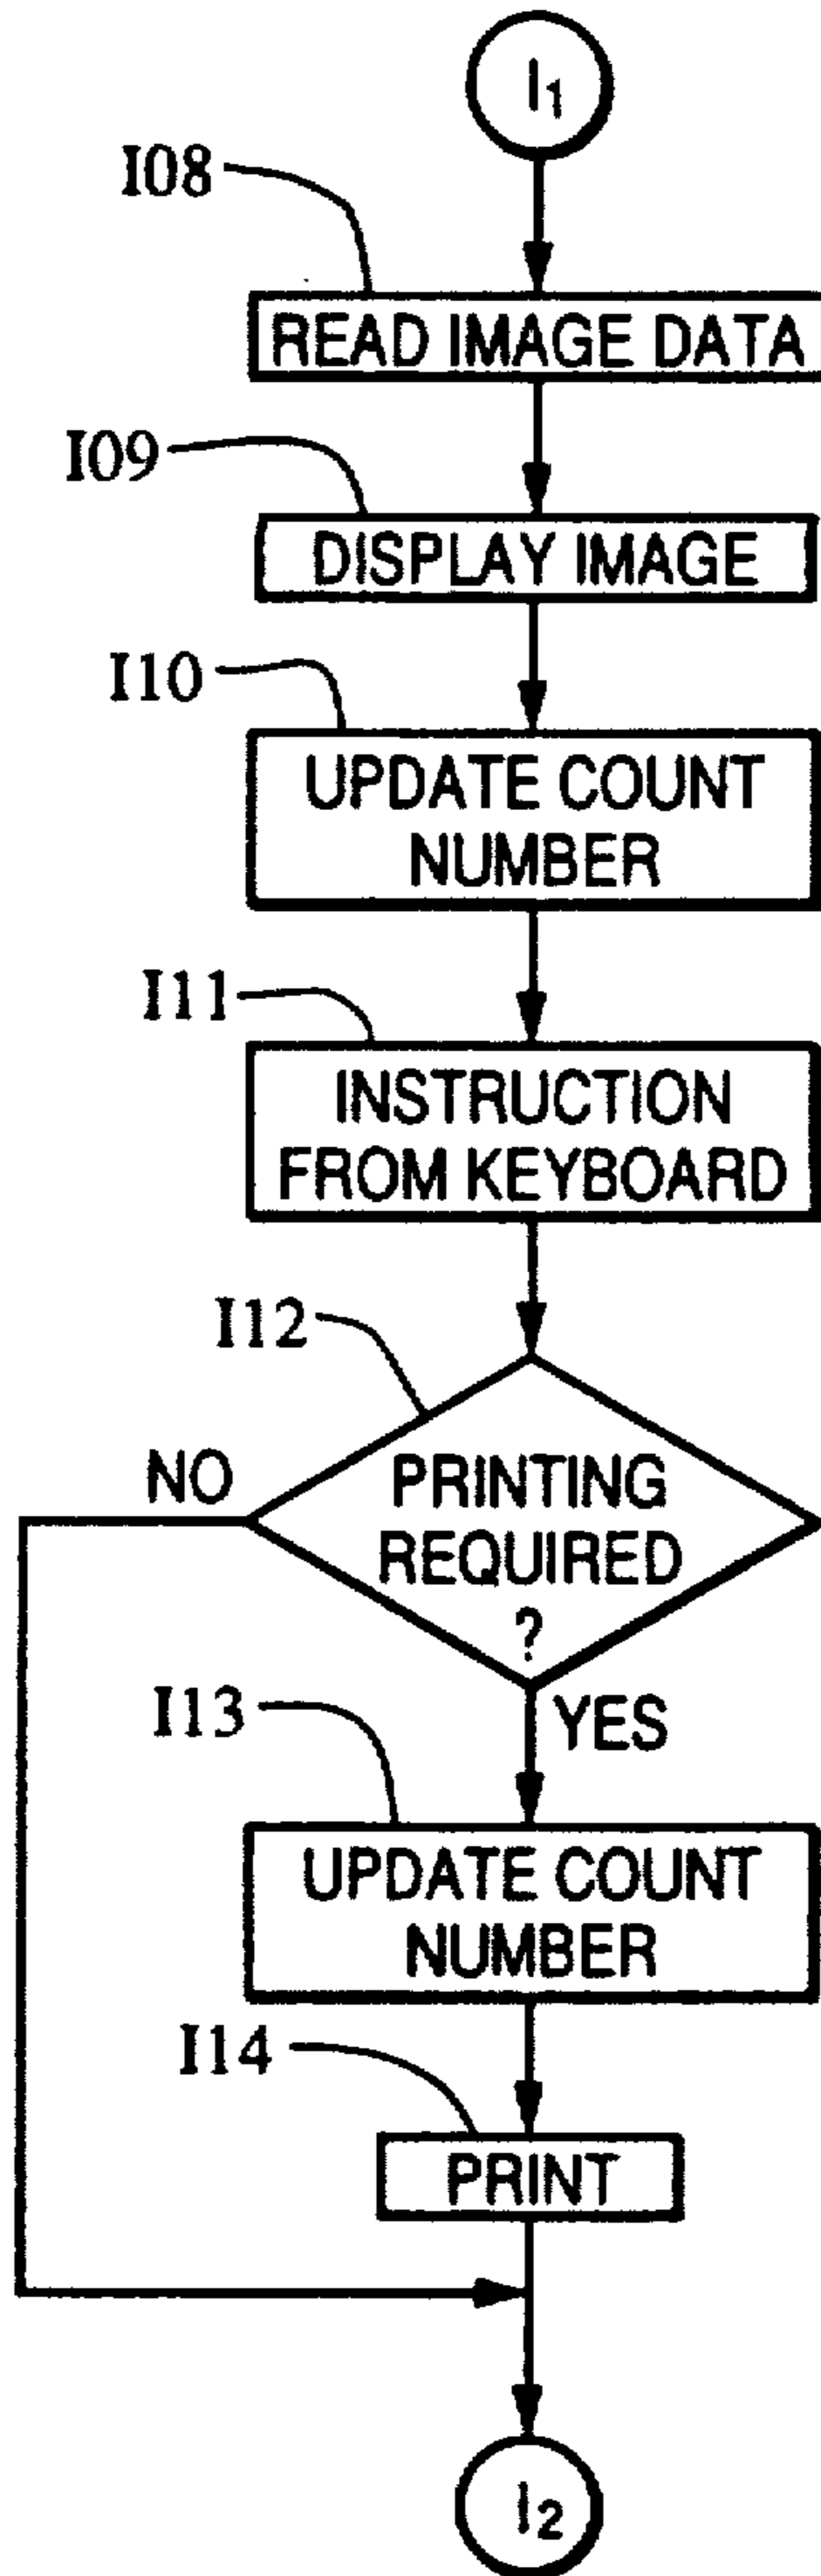 I1
I08
READ IMAGE DATA
I09
DISPLAY IMAGE
I10
UPDATE COUNT
NUMBER
I11
INSTRUCTION
FROM KEYBOARD
I12
NO
PRINTING
REQUIRED
?
YES
I13
UPDATE COUNT
NUMBER
I14
PRINT
I2